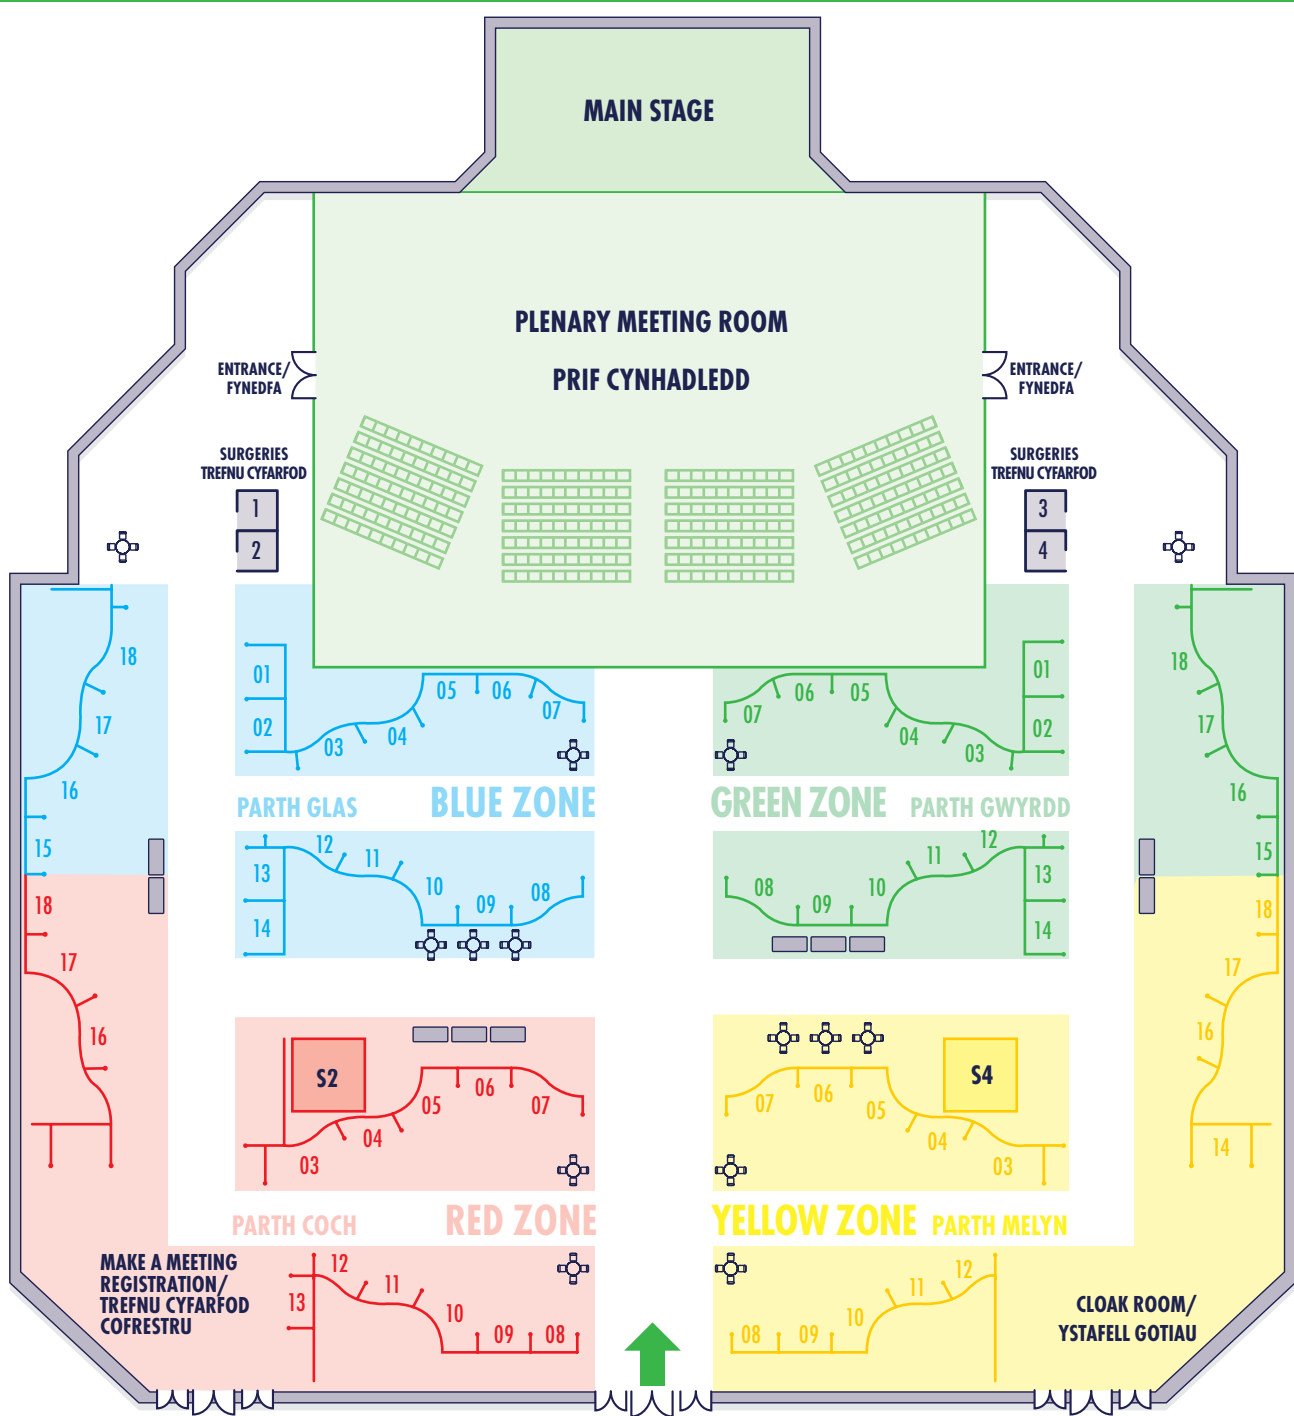 MAIN STAGE
PLENARY MEETING ROOM
PRIF CYNHADLEDD
ENTRANCE/
FYNEDFA
ENTRANCE/
FYNEDFA
SURGERIES
TREFNU CYFARFOD
1
2
SURGERIES
TREFNU CYFARFOD
3
4
18
17
16
15
01
02
03
04
05
06
07
PARTH GLAS
BLUE ZONE
12
11
13
14
10
09
08
07
06
05
04
03
01
02
GREEN ZONE
PARTH GWYRDD
08
09
10
11
12
13
14
18
17
16
15
18
17
16
S2
03
04
05
06
07
PARTH COCH
RED ZONE
MAKE A MEETING
REGISTRATION/
TREFNU CYFARFOD
COFRESTRU
12
11
13
10
09
08
S4
07
06
05
04
03
YELLOW ZONE
PARTH MELYN
08
09
10
11
12
18
17
16
14
CLOAK ROOM/
YSTAFELL GOTIAU